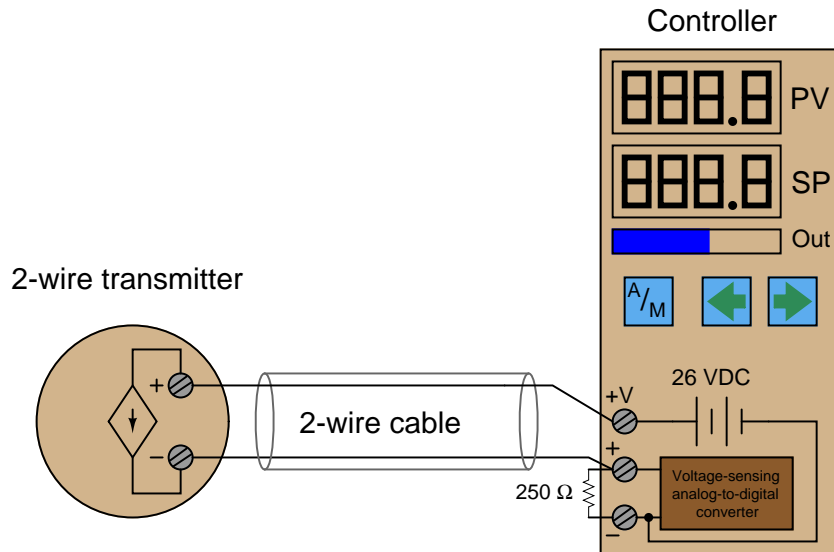 Controller
888.8
PV
888.8
SP
Out
2-wire transmitter
A/M
26 VDC
+V
+
2-wire cable
+
−
250 Ω
Voltage-sensing
analog-to-digital
converter
−